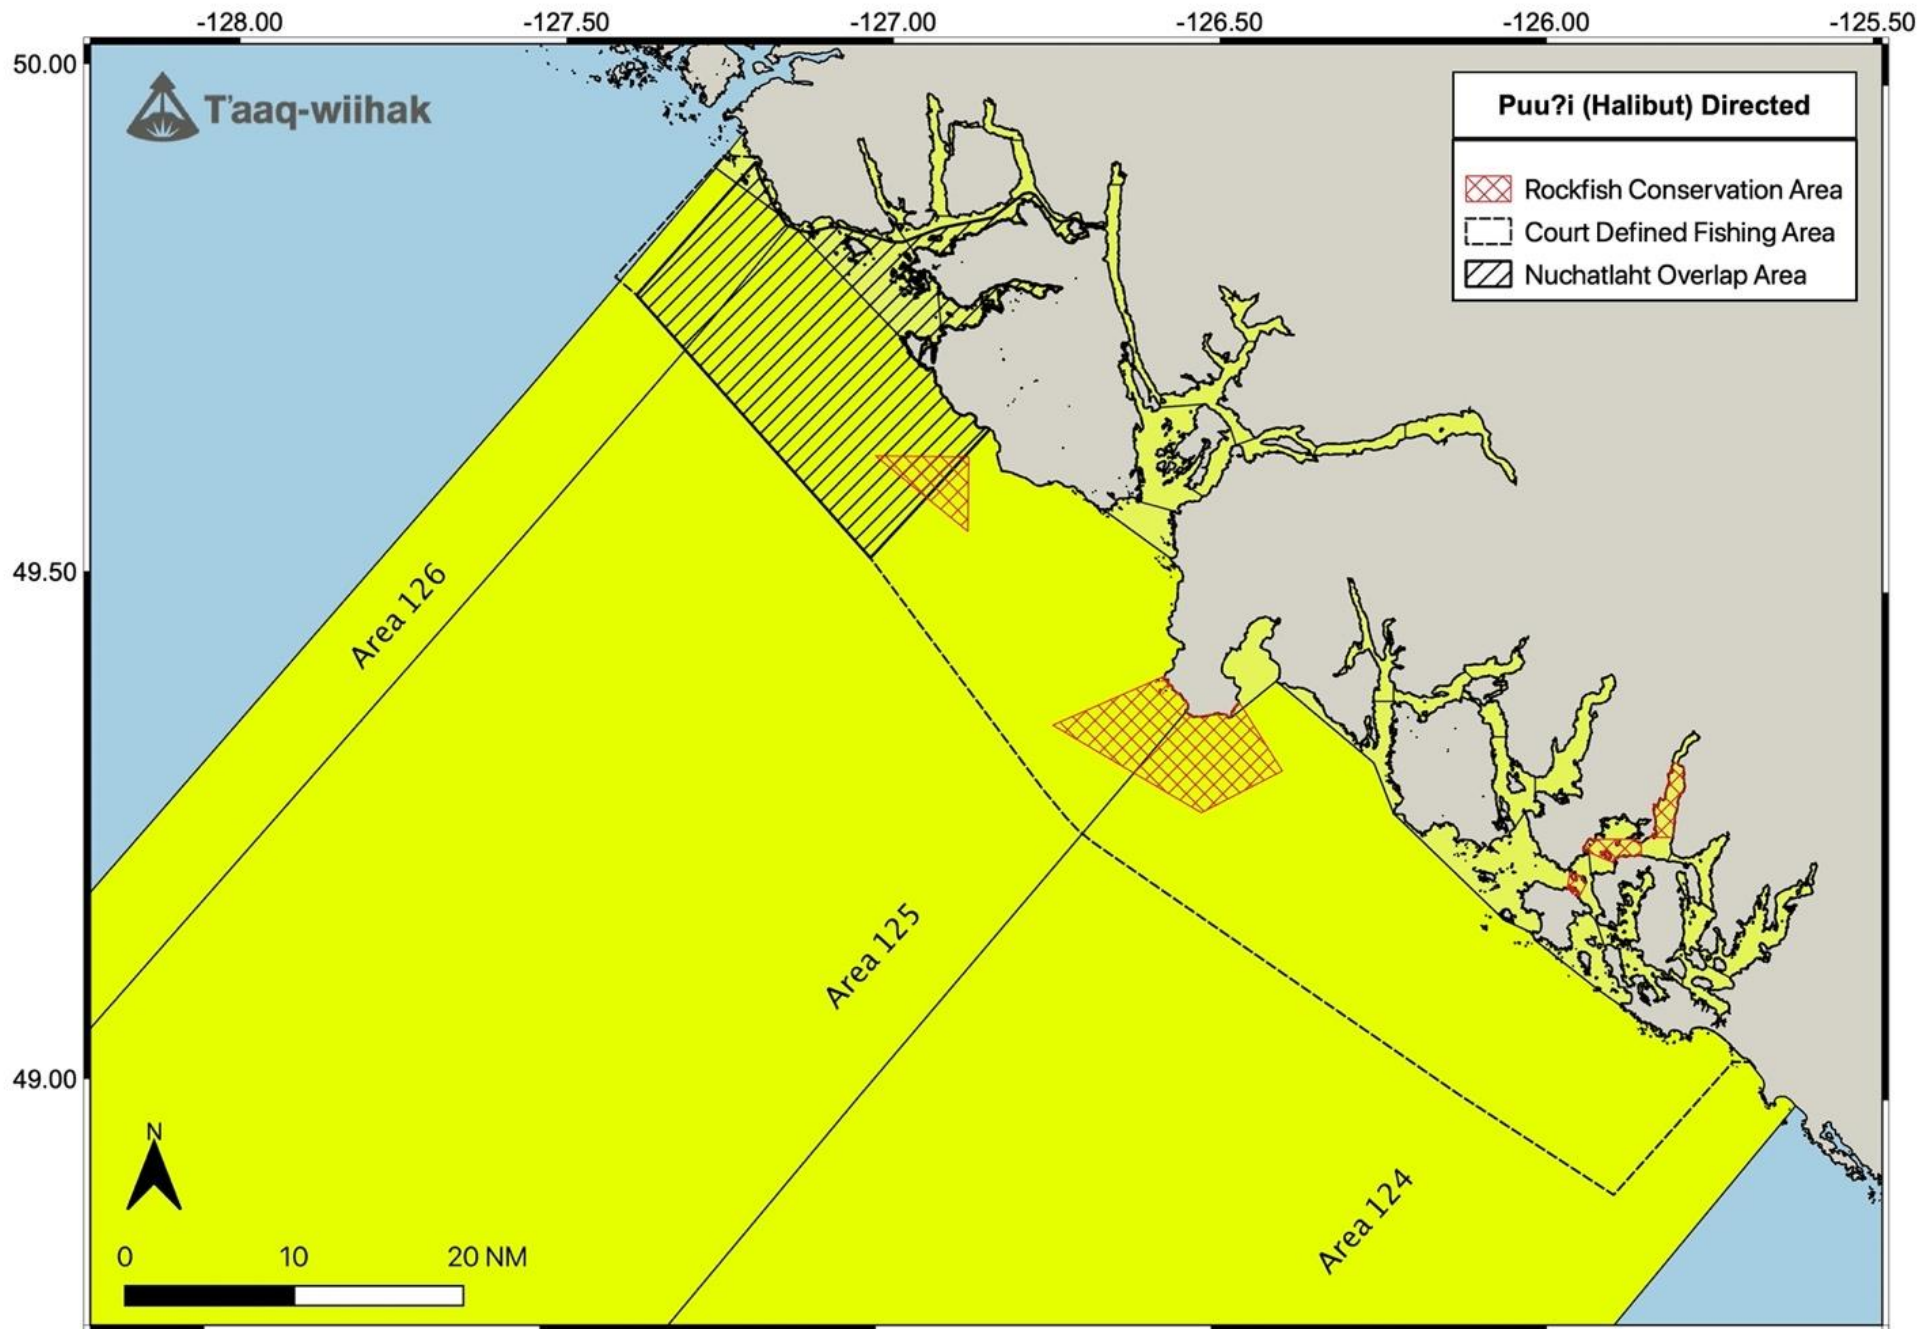 -128.00 -127.50 -127.00 -126.50 -126.00 -125.50
50.00
T'aaq-wiihak
Puu?i (Halibut) Directed
Rockfish Conservation Area
Court Defined Fishing Area
Nuchatlaht Overlap Area
49.50
Area 126
Area 125
49.00
Area 124
N
0 10 20 NM